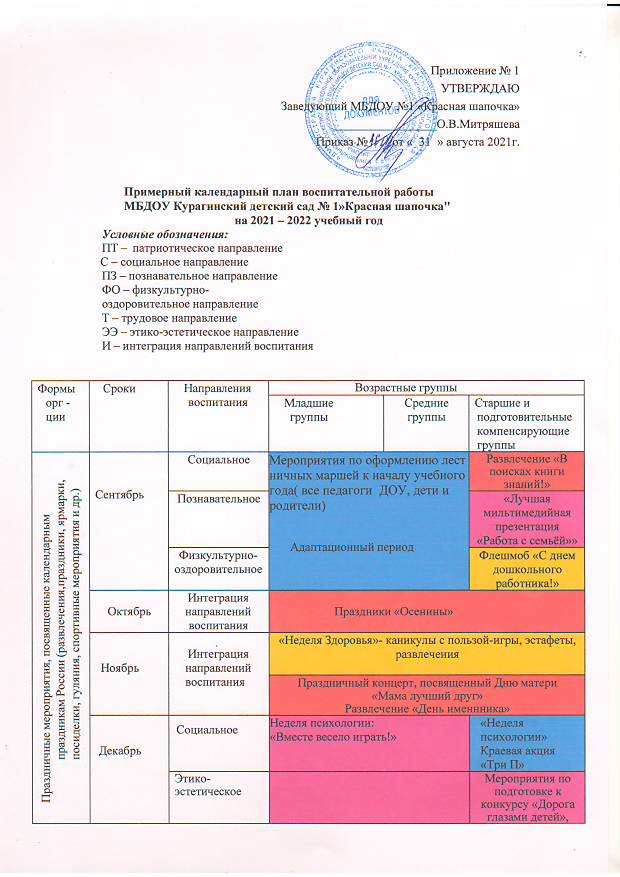 Приложение № 1
УТВЕРЖДАЮ
Заведующий МБДОУ №1 «Красная шапочка»
О.В.Митряшева
Приказ № от « 31 » августа 2021г.
ДЛЯ
ДОКУМЕНТОВ
Примерный календарный план воспитательной работы
МБДОУ Курагинский детский сад № 1»Красная шапочка"
на 2021 – 2022 учебный год
Условные обозначения:
ПТ – патриотическое направление
С – социальное направление
ПЗ – познавательное направление
ФО – физкультурно-
оздоровительное направление
Т – трудовое направление
ЭЭ – этико-эстетическое направление
И – интеграция направлений воспитания
Формы
орг -
ции
Сроки
Направления
воспитания
Возрастные группы
Младшие
группы
Средние
группы
Старшие и
подготовительные
компенсирующие
группы
Праздничные мероприятия, посвященные календарным
праздникам России (развлечения,праздники, ярмарки,
посиделки, гуляния, спортивные мероприятия и др.)
Сентябрь
Социальное
Мероприятия по оформлению лест
ничных маршей к началу учебного
года( все педагоги ДОУ, дети и
родители)
Адаптационный период
Развлечение «В
поисках книги
знаний!»
Познавательное
«Лучшая
мильтимедийная
презентация
«Работа с семьёй»»
Физкультурно-
оздоровительное
Флешмоб «С днем
дошкольного
работника!»
Октябрь
Интеграция
направлений
воспитания
Праздники «Осенины»
Ноябрь
Интеграция
направлений
воспитания
«Неделя Здоровья»- каникулы с пользой-игры, эстафеты,
развлечения
Праздничный концерт, посвященный Дню матери
«Мама лучший друг»
Развлечение «День именнника»
Декабрь
Социальное
Неделя психологии:
«Вместе весело играть!»
«Неделя
психологии»
Краевая акция
«Три П»
Этико-
эстетическое
Мероприятия по
подготовке к
конкурсу «Дорога
глазами детей»,